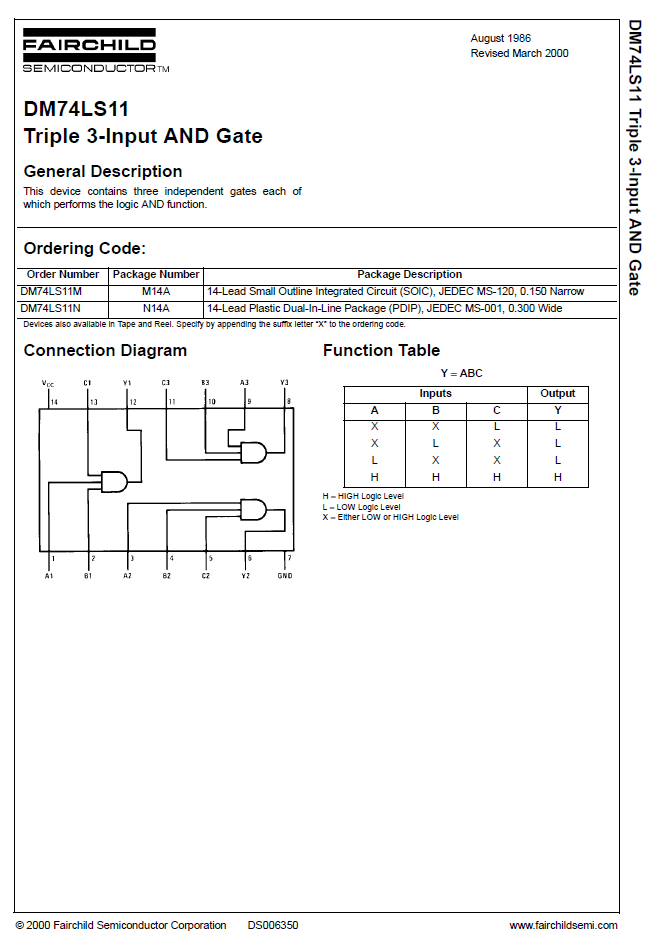 FAIRCHILD
SEMICONDUCTOR TM
August 1986
Revised March 2000
DM74LS11 Triple 3-Input AND Gate
DM74LS11
Triple 3-Input AND Gate
General Description
This device contains three independent gates each of
which performs the logic AND function.
Ordering Code:
Order Number Package Number Package Description
DM74LS11M M14A 14-Lead Small Outline Integrated Circuit (SOIC), JEDEC MS-120, 0.150 Narrow
DM74LS11N N14A 14-Lead Plastic Dual-In-Line Package (PDIP), JEDEC MS-001, 0.300 Wide
Devices also available in Tape and Reel. Specify by appending the suffix letter "X" to the ordering code.
Connection Diagram
VCC C1 Y1 C3 B3 A3 Y3
14 13 12 11 10 9 8
1 2 3 4 5 6 7
A1 B1 A2 B2 C2 Y2 GND
Function Table
Y = ABC
Inputs Output
A B C Y
X X L L
X L X L
L X X L
H H H H
H = HIGH Logic Level
L = LOW Logic Level
X = Either LOW or HIGH Logic Level
© 2000 Fairchild Semiconductor Corporation DS006350 www.fairchildsemi.com